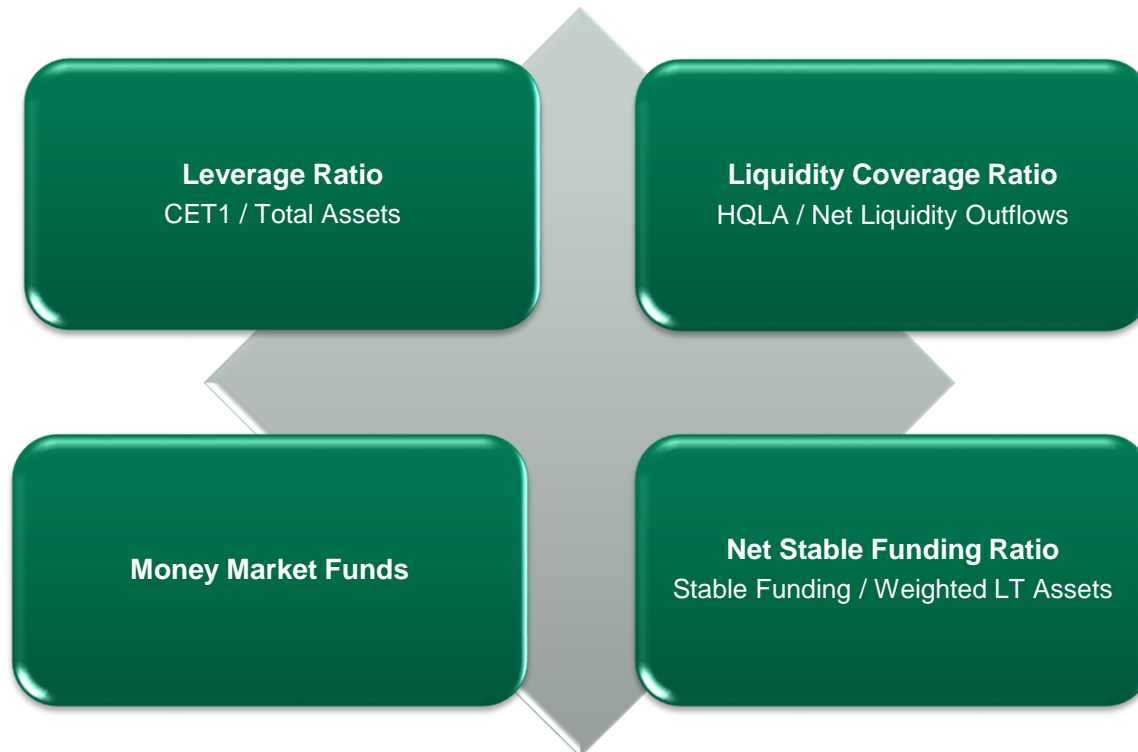 Leverage Ratio
CET1 / Total Assets
Liquidity Coverage Ratio
HQLA / Net Liquidity Outflows
Money Market Funds
Net Stable Funding Ratio
Stable Funding / Weighted LT Assets